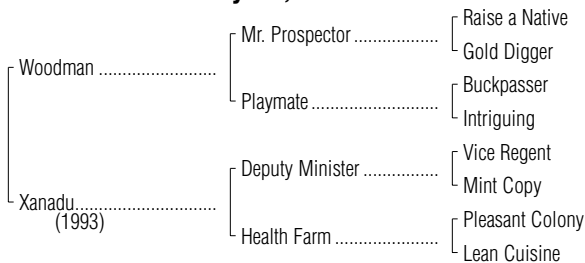 Raise a Native
Mr. Prospector ..................
Gold Digger
Woodman .........................
Buckpasser
Playmate ...........................
Intriguing
Vice Regent
Deputy Minister ................
Mint Copy
Xanadu..............................
(1993)
Pleasant Colony
Health Farm ......................
Lean Cuisine